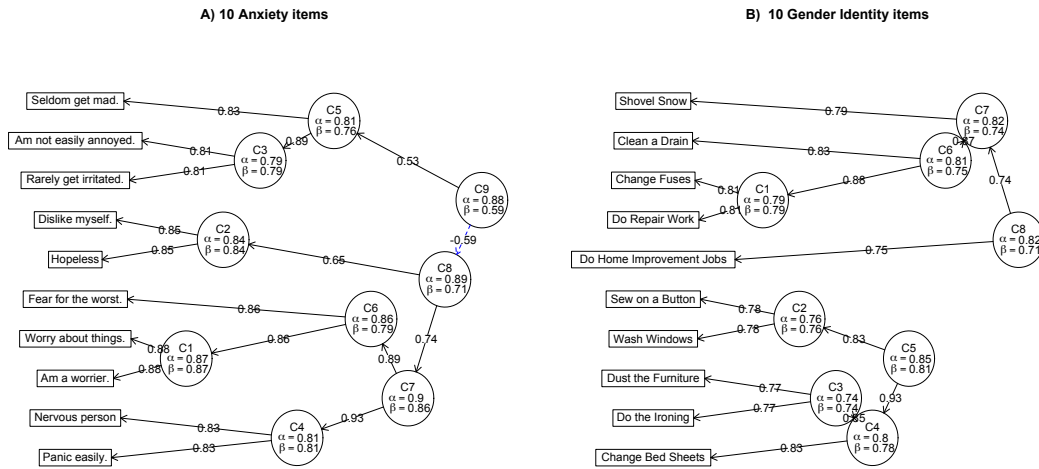 A) 10 Anxiety items
Seldom get mad.
Am not easily annoyed.
Rarely get irritated.
Dislike myself.
Hopeless
Fear for the worst.
Worry about things.
Am a worrier.
Nervous person
Panic easily.
0.83
C5
α = 0.81
β = 0.76
0.89
0.81
C3
α = 0.79
β = 0.79
0.81
0.53
C9
α = 0.88
β = 0.59
-0.59
0.85
C2
α = 0.84
β = 0.84
0.85
0.65
C8
α = 0.89
β = 0.71
0.86
C6
α = 0.86
β = 0.79
0.86
0.74
0.88
C1
α = 0.87
β = 0.87
0.88
0.89
C7
α = 0.9
β = 0.86
0.93
0.83
C4
α = 0.81
β = 0.81
0.83
B) 10 Gender Identity items
Shovel Snow
Clean a Drain
Change Fuses
Do Repair Work
Do Home Improvement Jobs
Sew on a Button
Wash Windows
Dust the Furniture
Do the Ironing
Change Bed Sheets
0.79
C7
α = 0.82
β = 0.74
0.87
0.83
C6
α = 0.81
β = 0.75
0.88
0.74
0.81
C1
α = 0.79
β = 0.79
0.81
C8
α = 0.82
β = 0.71
0.75
0.78
C2
α = 0.76
β = 0.76
0.78
0.83
C5
α = 0.85
β = 0.81
0.93
0.77
C3
α = 0.74
β = 0.74
0.77
0.85
C4
α = 0.8
β = 0.78
0.83